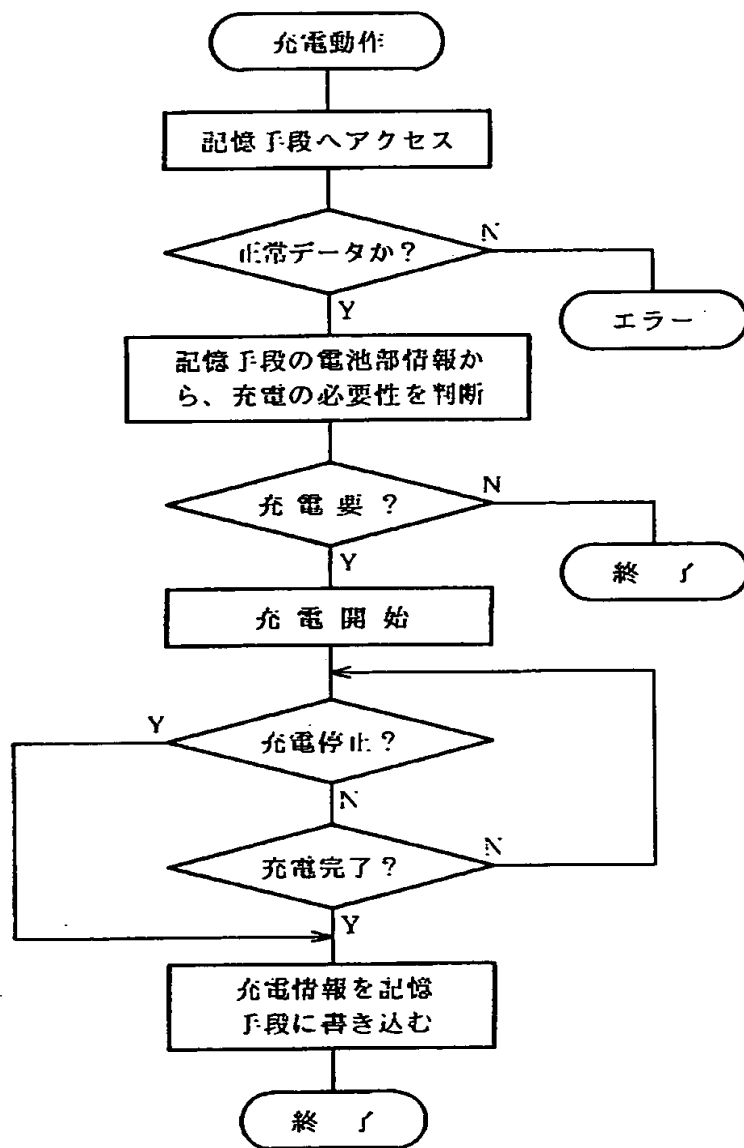 充電動作
記憶手段へアクセス
正常データか?
N
Y
エラー
記憶手段の電池部情報か
ら、充電の必要性を判断
充電要?
N
Y
終了
充電開始
充電停止?
Y
N
充電完了?
N
Y
充電情報を記憶
手段に書き込む
終了